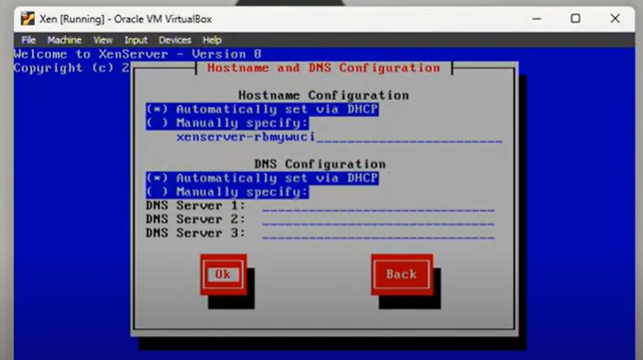 Xen [Running] - Oracle VM VirtualBox
File Machine View Input Devices Help
Welcome to XenServer - Version 8
Copyright (c) 2
Hostname and DNS Configuration
Hostname Configuration
(*) Automatically set via DHCP
( ) Manually specify:
xenserver-rbmywuci
DNS Configuration
(*) Automatically set via DHCP
( ) Manually specify:
DNS Server 1:
DNS Server 2:
DNS Server 3:
Ok Back